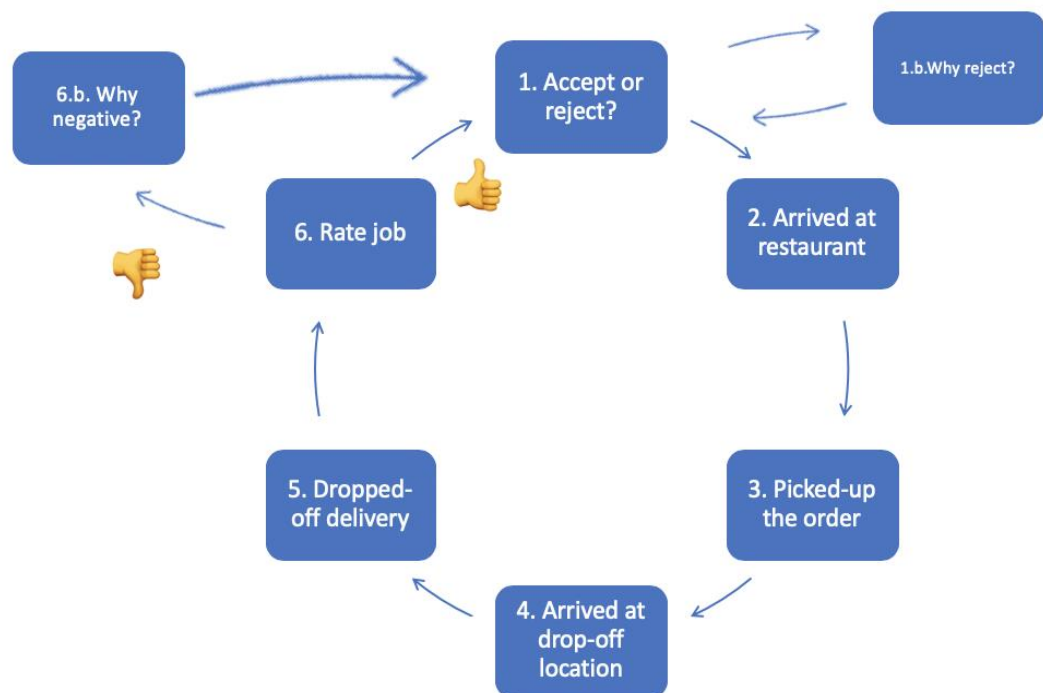 1. Accept or
reject?
1.b.Why reject?
2. Arrived at
restaurant
3. Picked-up
the order
4. Arrived at
drop-off
location
5. Dropped-
off delivery
6. Rate job
6.b. Why
negative?